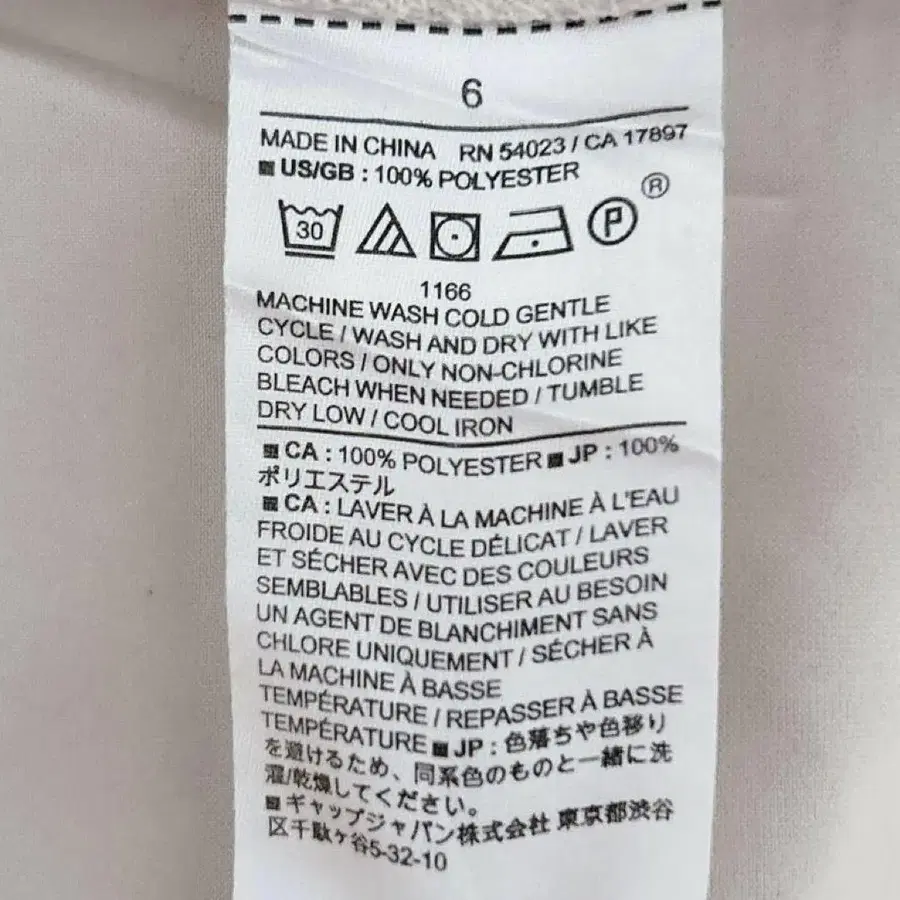 6
MADE IN CHINA RN 54023 / CA 17897
US/GB : 100% POLYESTER
30 P ®
1166
MACHINE WASH COLD GENTLE
CYCLE / WASH AND DRY WITH LIKE
COLORS / ONLY NON-CHLORINE
BLEACH WHEN NEEDED / TUMBLE
DRY LOW / COOL IRON
CA : 100% POLYESTER ■ JP : 100%
ポリエステル
CA : LAVER À LA MACHINE À L'EAU
FROIDE AU CYCLE DÉLICAT / LAVER
ET SÉCHER AVEC DES COULEURS
SEMBLABLES / UTILISER AU BESOIN
UN AGENT DE BLANCHIMENT SANS
CHLORE UNIQUEMENT / SÉCHER À
LA MACHINE À BASSE
TEMPÉRATURE / REPASSER À BASSE
TEMPÉRATURE ■ JP : 色落ちや色移り
を避けるため、同系色のものと一緒に洗
濯/乾燥してください。
ギャップジャパン株式会社 東京都渋谷
区千駄ヶ谷5-32-10